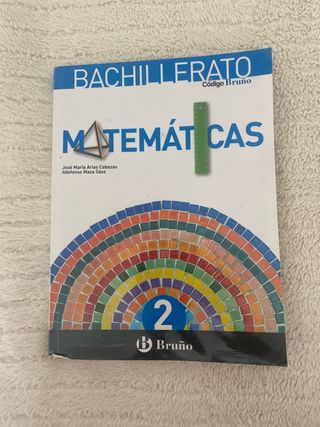 BACHILLERATO
Código Bruño
MATEMÁTICAS
José María Arias Cabezas
Ildefonso Maza Sáez
2
B Bruño